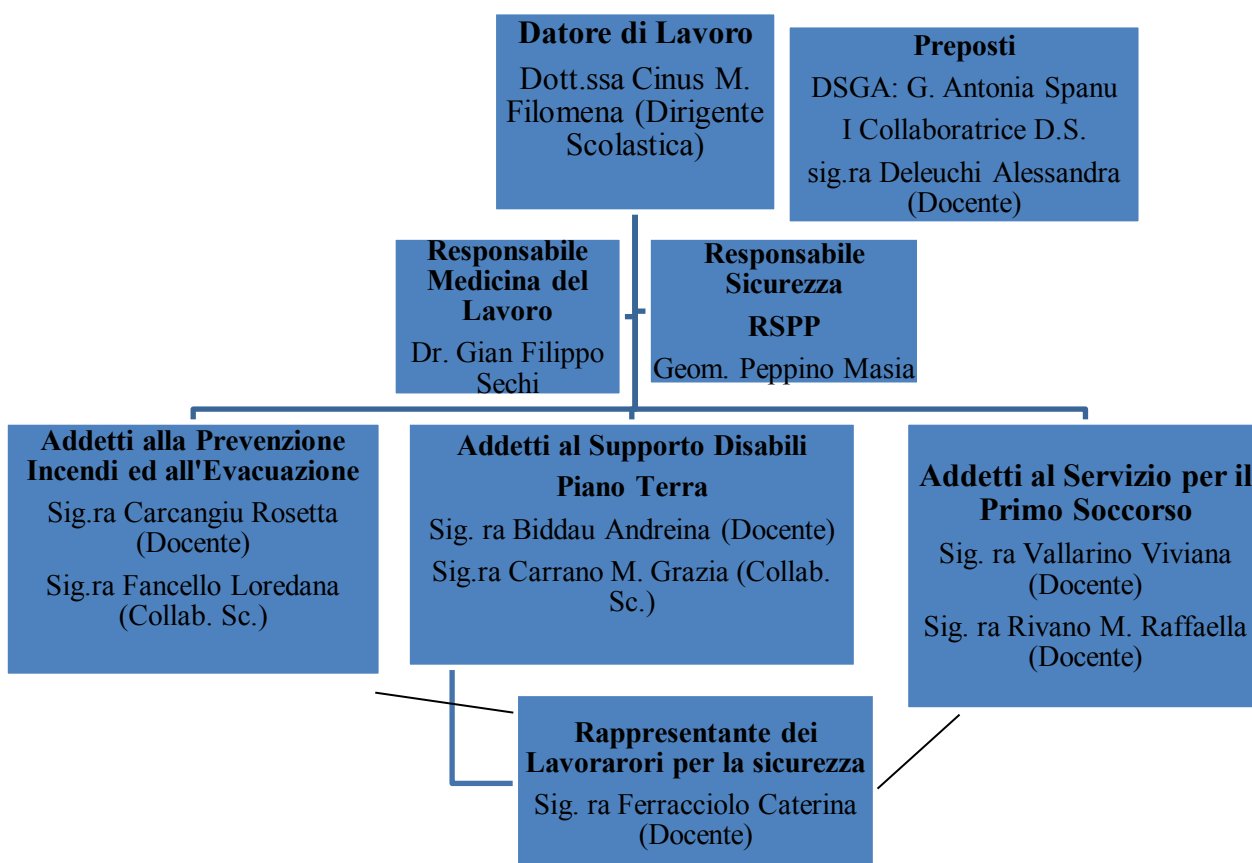 Datore di Lavoro
Dott.ssa Cinus M.
Filomena (Dirigente
Scolastica)
Preposti
DSGA: G. Antonia Spanu
I Collaboratrice D.S.
sig.ra Deleuchi Alessandra
(Docente)
Responsabile
Medicina del
Lavoro
Dr. Gian Filippo
Sechi
Responsabile
Sicurezza
RSPP
Geom. Peppino Masia
Addetti alla Prevenzione
Incendi ed all'Evacuazione
Sig.ra Carcangiu Rosetta
(Docente)
Sig.ra Fancello Loredana
(Collab. Sc.)
Addetti al Supporto Disabili
Piano Terra
Sig. ra Biddau Andreina (Docente)
Sig.ra Carrano M. Grazia (Collab.
Sc.)
Addetti al Servizio per il
Primo Soccorso
Sig. ra Vallarino Viviana
(Docente)
Sig. ra Rivano M. Raffaella
(Docente)
Rappresentante dei
Lavorarori per la sicurezza
Sig. ra Ferracciolo Caterina
(Docente)